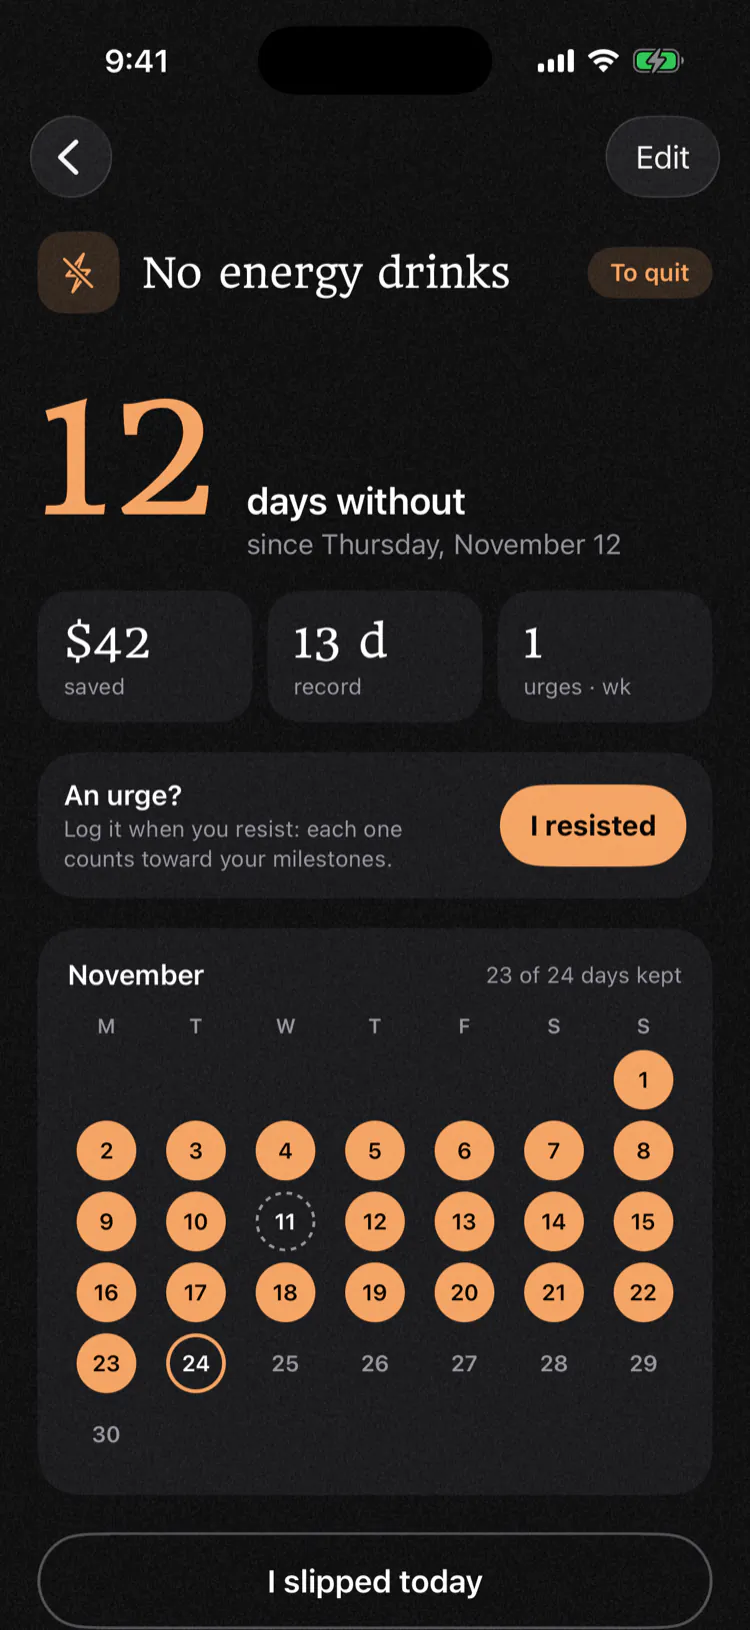 9:41
Edit
No energy drinks
To quit
12
days without
since Thursday, November 12
$42
saved
13 d
record
1
urges · wk
An urge?
Log it when you resist: each one
counts toward your milestones.
I resisted
November
23 of 24 days kept
M T W T F S S
1
2 3 4 5 6 7 8
9 10 11 12 13 14 15
16 17 18 19 20 21 22
23 24 25 26 27 28 29
30
I slipped today